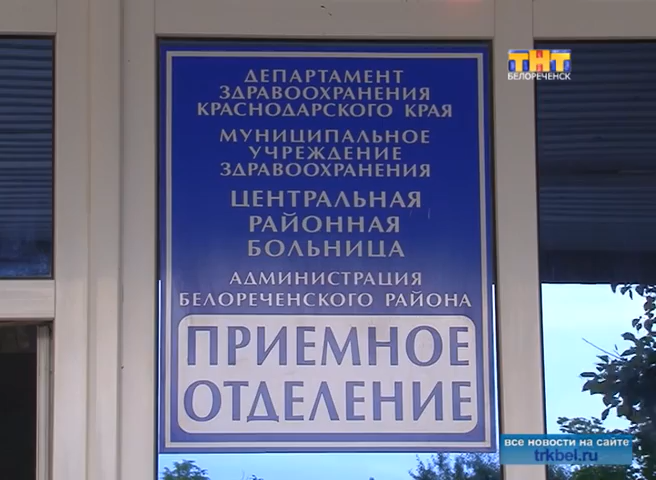 ДЕПАРТАМЕНТ
ЗДРАВООХРАНЕНИЯ
КРАСНОДАРСКОГО КРАЯ
МУНИЦИПАЛЬНОЕ
УЧРЕЖДЕНИЕ
ЗДРАВООХРАНЕНИЯ
ЦЕНТРАЛЬНАЯ
РАЙОННАЯ
БОЛЬНИЦА
АДМИНИСТРАЦИЯ
БЕЛОРЕЧЕНСКОГО РАЙОНА
ПРИЕМНОЕ
ОТДЕЛЕНИЕ
ТНТ
БЕЛОРЕЧЕНСК
все новости на сайте
trkbel.ru